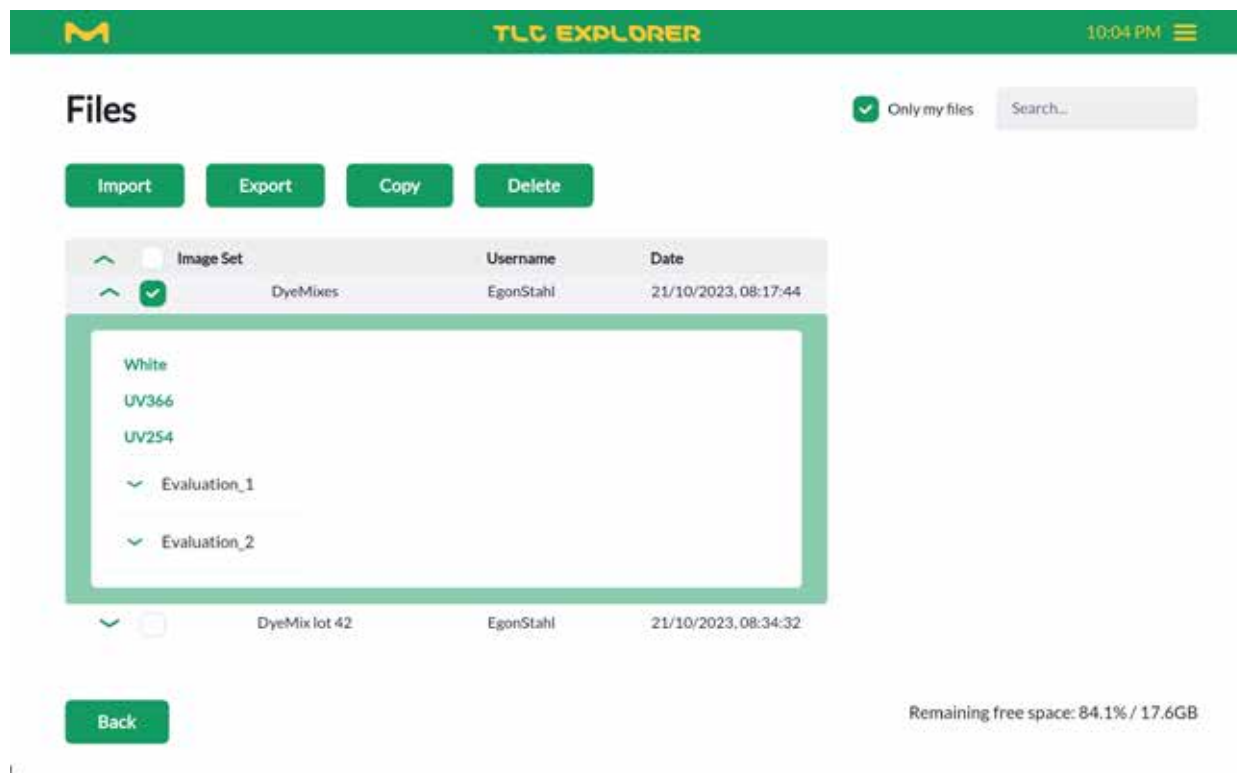 TLC EXPLORER
10:04 PM
Files
Only my files
Search...
Import Export Copy Delete
Image Set Username Date
DyeMixes EgonStahl 21/10/2023, 08:17:44
White
UV366
UV254
Evaluation_1
Evaluation_2
DyeMix lot 42 EgonStahl 21/10/2023, 08:34:32
Back
Remaining free space: 84.1% / 17.6GB